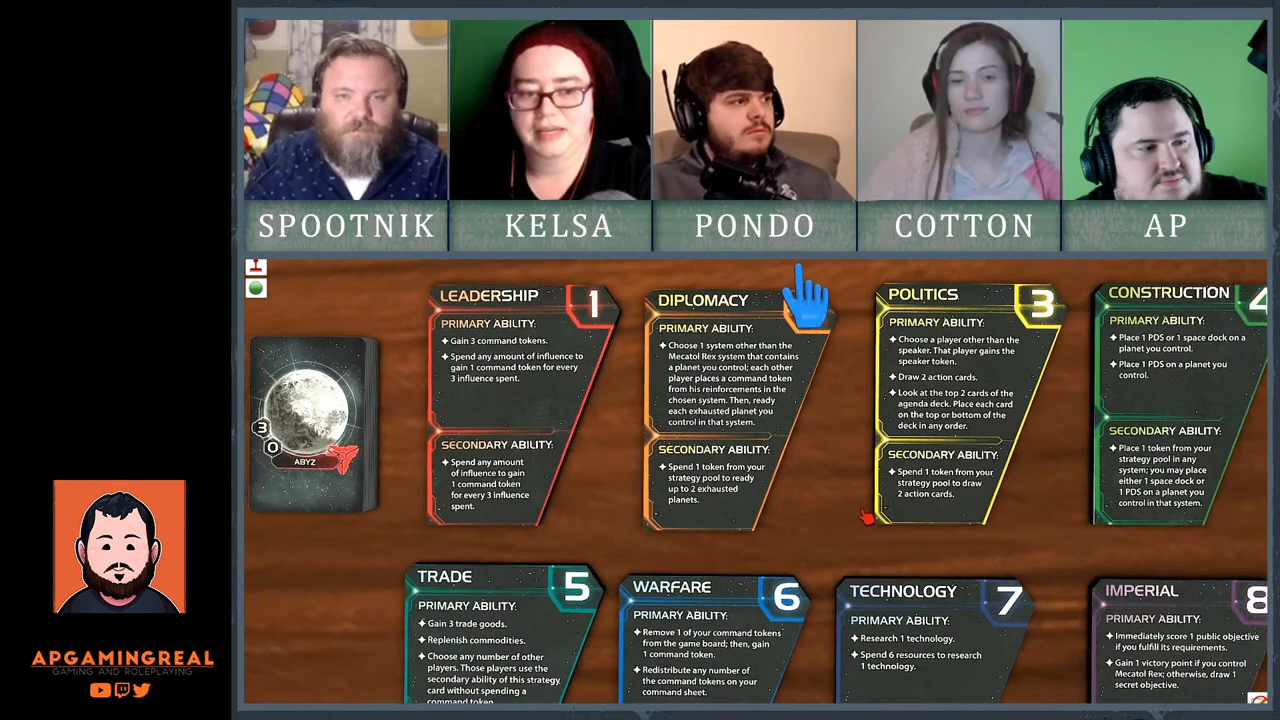 SPOOTNIK
KELSA
PONDO
COTTON
AP
LEADERSHIP
1
PRIMARY ABILITY:
Gain 3 command tokens.
Spend any amount of influence to
gain 1 command token for every
3 influence spent.
SECONDARY ABILITY:
Spend any amount
of influence to gain
1 command token
for every 3 influence
spent.
DIPLOMACY
PRIMARY ABILITY:
Choose 1 system other than the
Mecatol Rex system that contains
a planet you control; each other
player places a command token
from his reinforcements in the
chosen system. Then, ready
each exhausted planet you
control in that system.
SECONDARY ABILITY:
Spend 1 token from your
strategy pool to ready
up to 2 exhausted
planets.
POLITICS
3
PRIMARY ABILITY:
Choose a player other than the
speaker. That player gains the
speaker token.
Draw 2 action cards.
Look at the top 2 cards of the
agenda deck. Place each card
on the top or bottom of the
deck in any order.
SECONDARY ABILITY:
Spend 1 token from your
strategy pool to draw
2 action cards.
CONSTRUCTION
4
PRIMARY ABILITY:
Place 1 PDS or 1 space dock on a
planet you control.
Place 1 PDS on a planet you
control.
SECONDARY ABILITY:
Place 1 token from your
strategy pool in any
system; you may place
either 1 space dock or
1 PDS on a planet you
control in that system.
3
0
ABYZ
TRADE
5
PRIMARY ABILITY:
Gain 3 trade goods.
Replenish commodities.
Choose any number of other
players. Those players use the
secondary ability of this strategy
card without spending a
command token.
WARFARE
6
PRIMARY ABILITY:
Remove 1 of your command tokens
from the game board; then, gain
1 command token.
Redistribute any number of
the command tokens on your
command sheet.
TECHNOLOGY
7
PRIMARY ABILITY:
Research 1 technology.
Spend 6 resources to research
1 technology.
IMPERIAL
8
PRIMARY ABILITY:
Immediately score 1 public objective
if you fulfill its requirements.
Gain 1 victory point if you control
Mecatol Rex; otherwise, draw 1
secret objective.
APGAMINGREAL
GAMING AND ROLEPLAYING